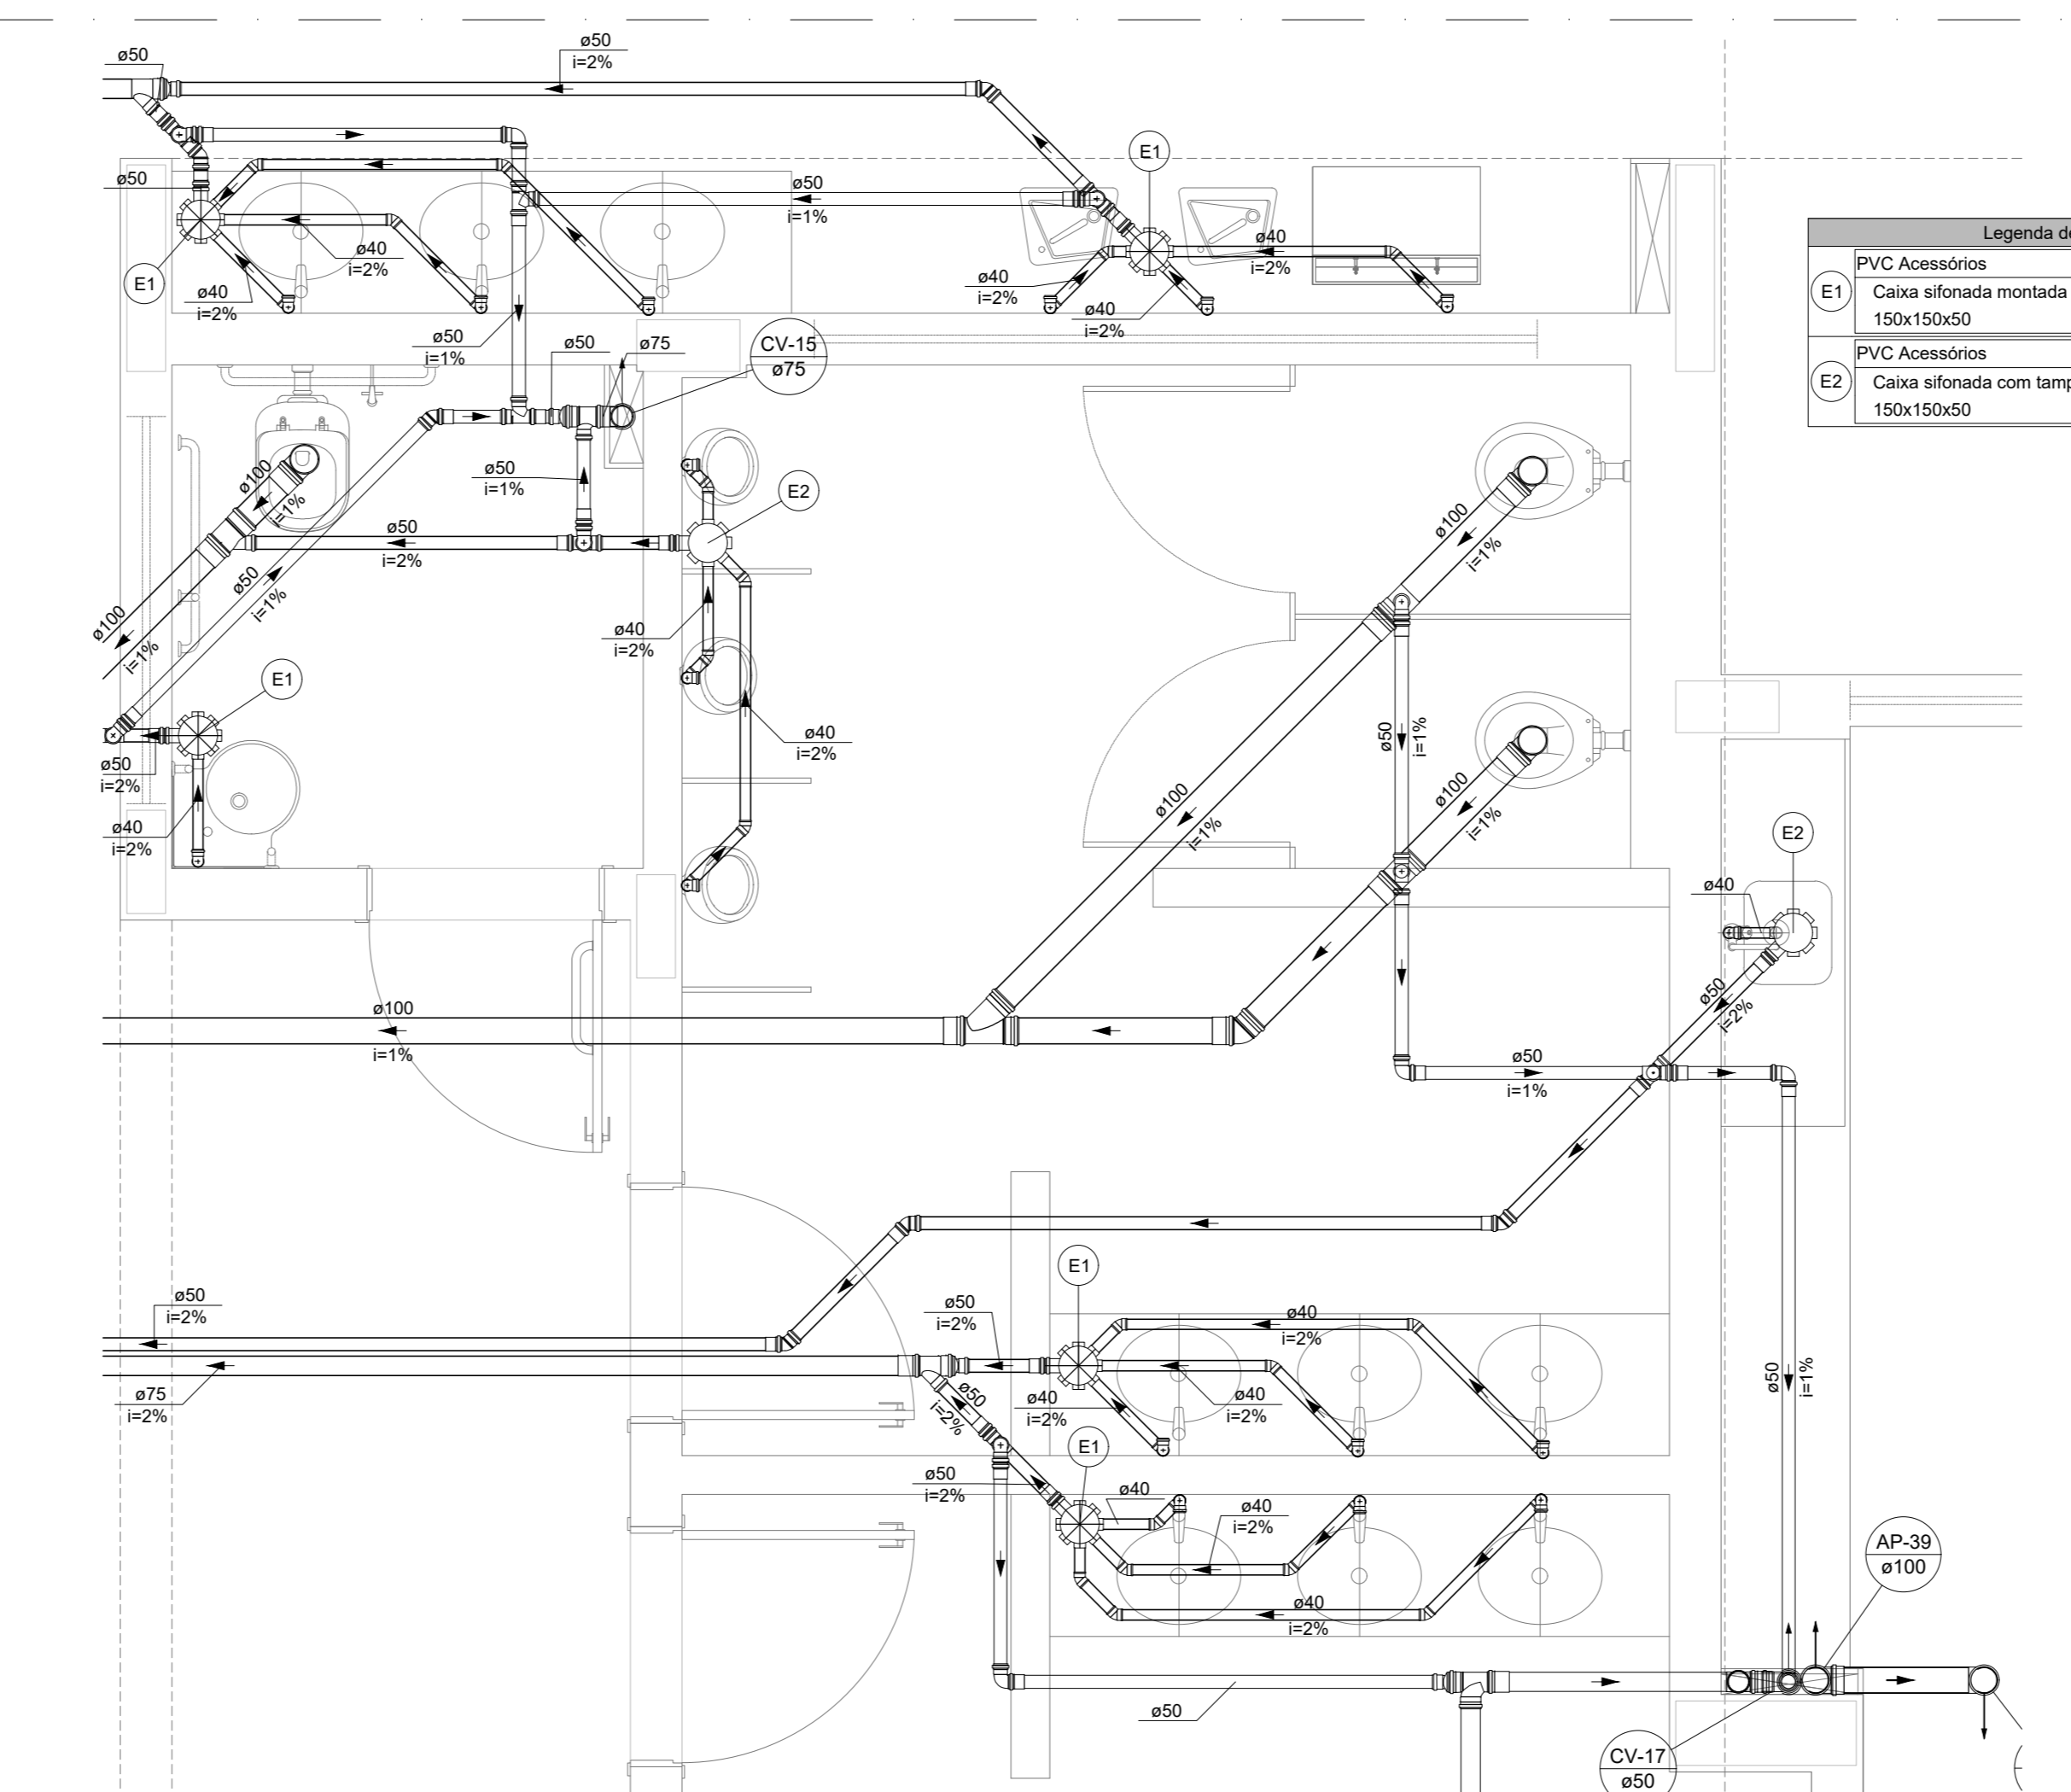 ø50
ø50
i=2%
ø50
E1
ø50
i=1%
ø40
i=2%
ø40
i=2%
E1
ø40
i=2%
ø40
i=2%
ø40
i=2%
ø50
i=1%
ø50
ø75
CV-15
ø75
Legenda de
E1
PVC Acessórios
Caixa sifonada montada
150x150x50
E2
PVC Acessórios
Caixa sifonada com tamp
150x150x50
ø100
i=1%
ø50
i=1%
E2
ø50
i=2%
ø50
i=1%
ø100
i=1%
ø40
i=2%
E1
ø40
i=2%
ø50
i=2%
ø40
i=2%
ø100
i=1%
ø50
i=1%
ø100
i=1%
ø100
i=1%
E2
ø40
ø50
i=2%
ø100
i=1%
ø50
i=1%
E1
ø50
i=2%
ø50
i=2%
ø40
i=2%
ø75
i=2%
ø50
i=2%
ø40
i=2%
ø40
i=2%
ø50
i=1%
E1
ø50
i=2%
ø40
ø40
i=2%
ø40
i=2%
AP-39
ø100
ø50
CV-17
ø50